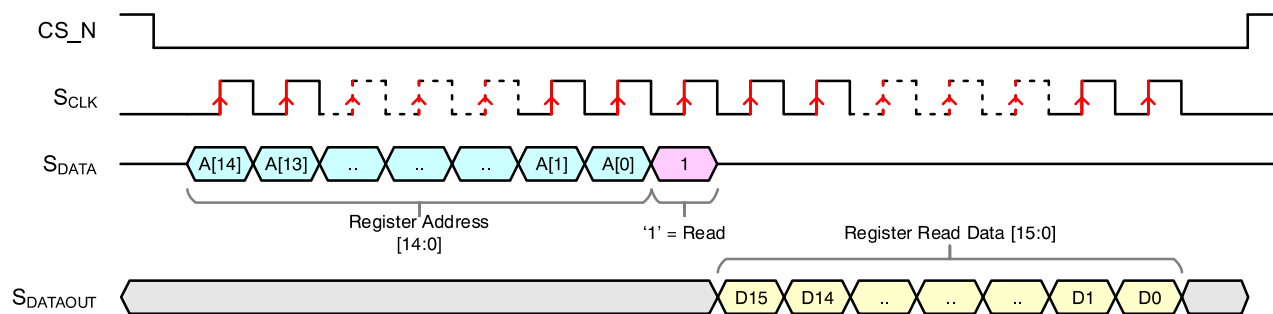 CS_N
SCLK
SDATA
A[14] A[13] .. .. .. A[1] A[0] 1
Register Address
[14:0]
‘1’ = Read
Register Read Data [15:0]
SDATAOUT
D15 D14 .. .. .. D1 D0